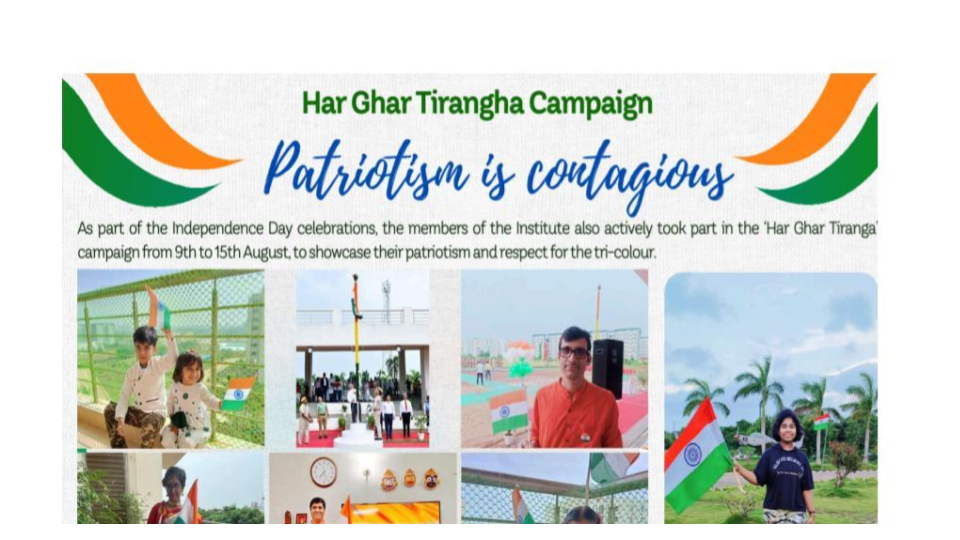 Har Ghar Tirangha Campaign
Patriotism is contagious
As part of the Independence Day celebrations, the members of the Institute also actively took part in the 'Har Ghar Tiranga'
campaign from 9th to 15th August, to showcase their patriotism and respect for the tri-colour.